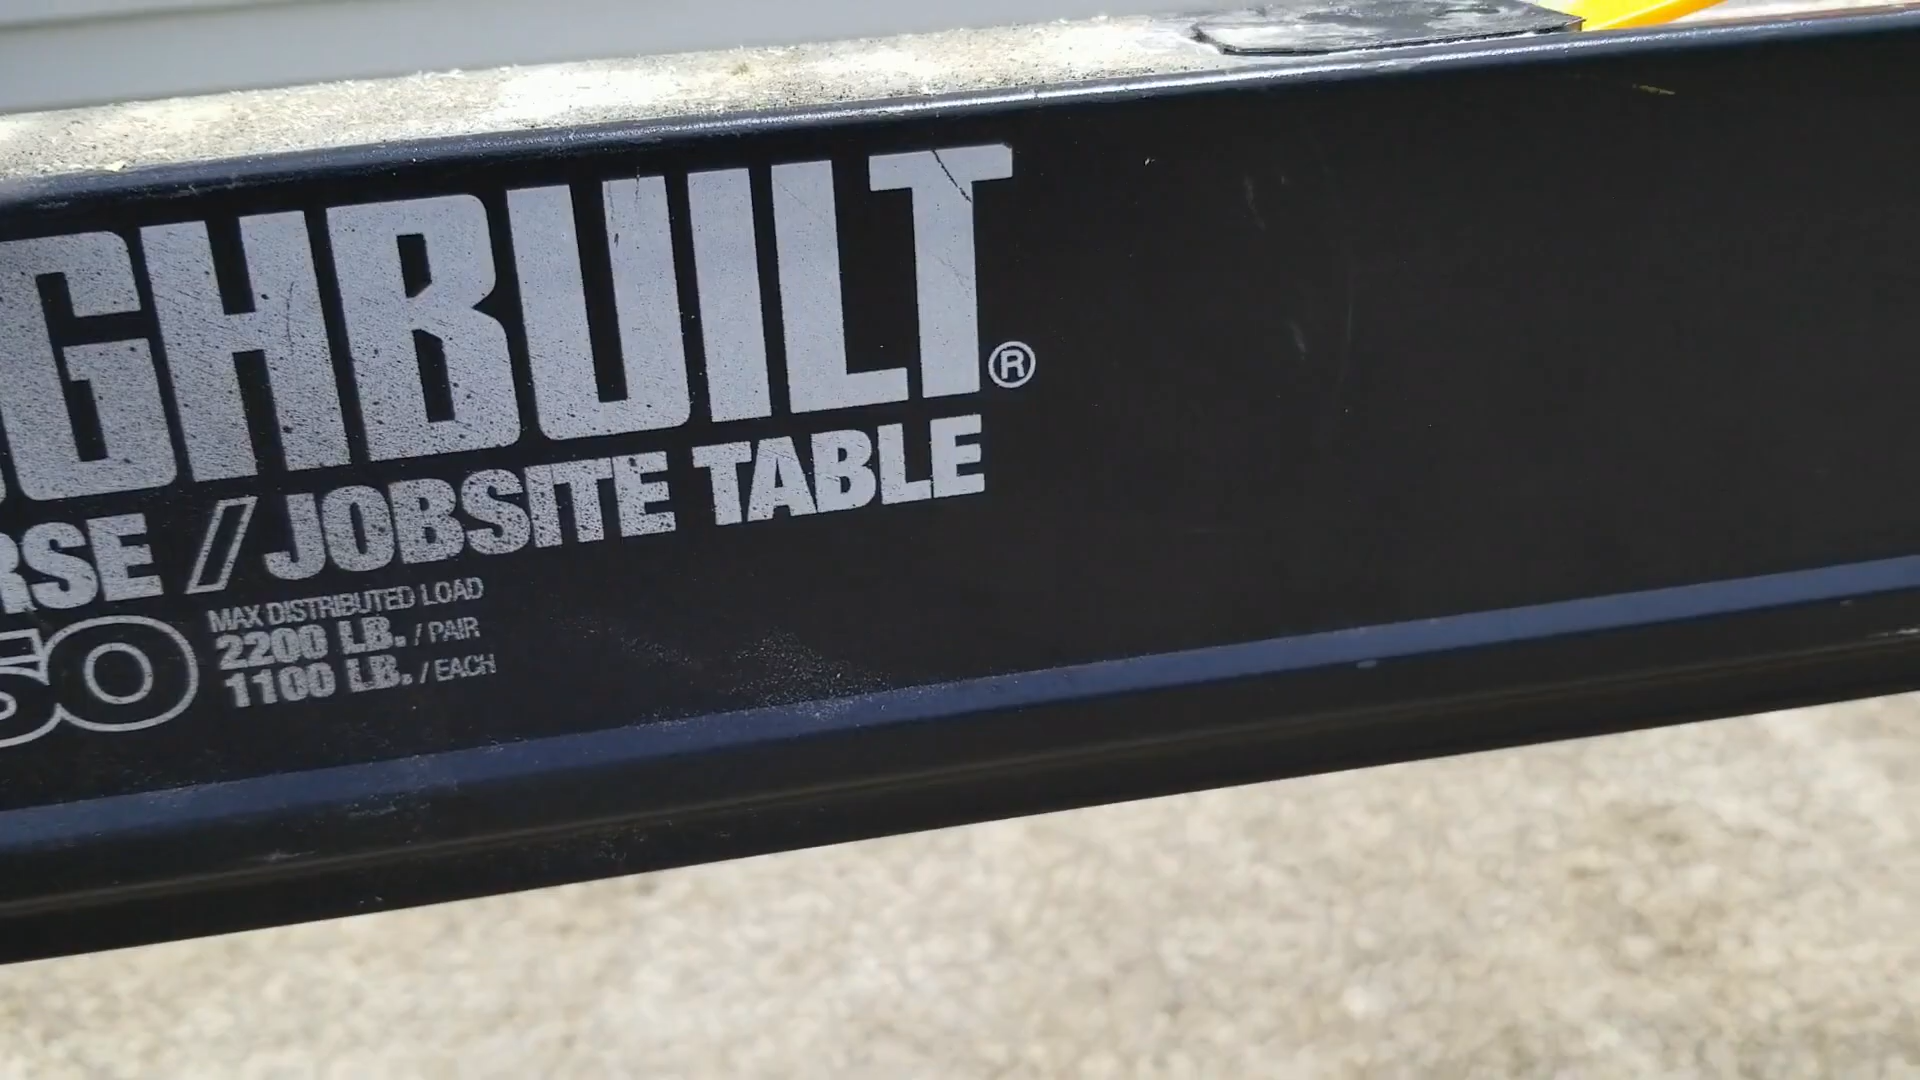 GHBUILT®
RSE / JOBSITE TABLE
50 MAX DISTRIBUTED LOAD
2200 LB. / PAIR
1100 LB. / EACH